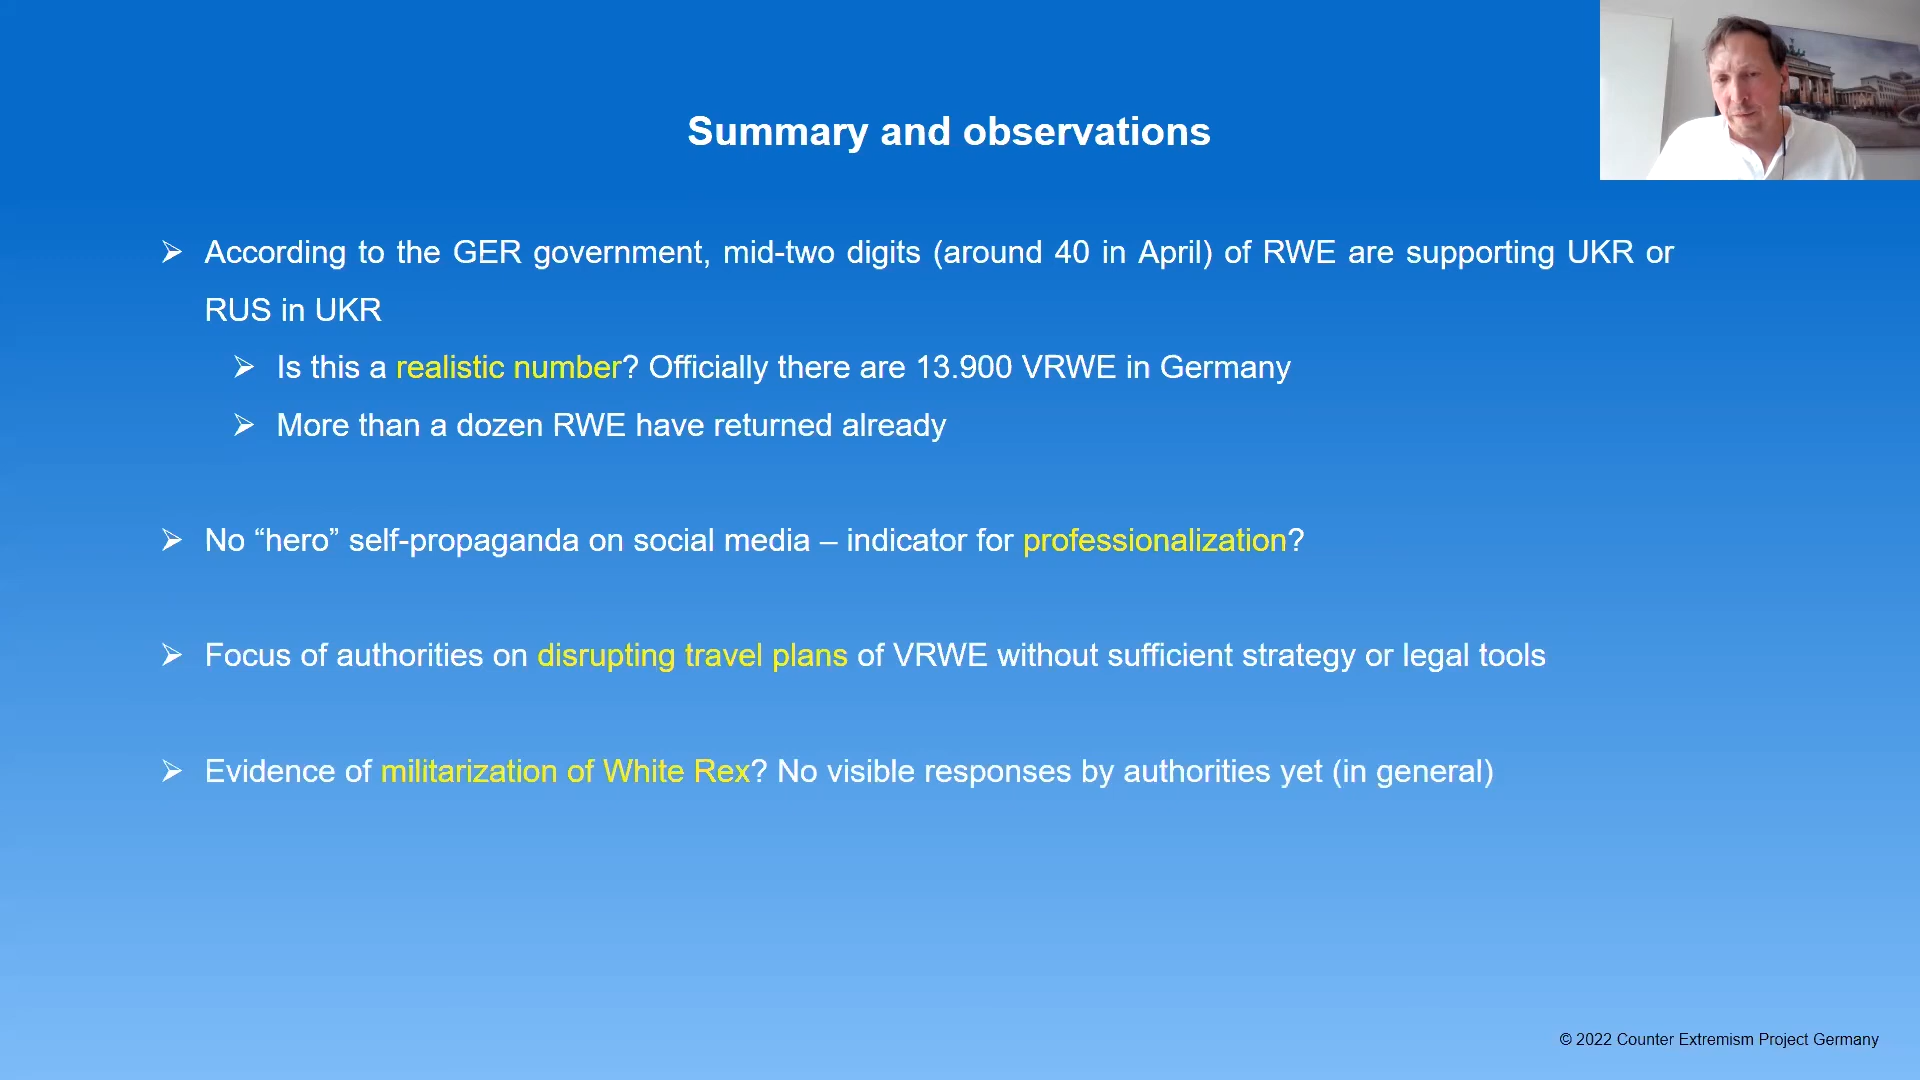 Summary and observations
➢ According to the GER government, mid-two digits (around 40 in April) of RWE are supporting UKR or
RUS in UKR
➢ Is this a realistic number? Officially there are 13.900 VRWE in Germany
➢ More than a dozen RWE have returned already
➢ No “hero” self-propaganda on social media – indicator for professionalization?
➢ Focus of authorities on disrupting travel plans of VRWE without sufficient strategy or legal tools
➢ Evidence of militarization of White Rex? No visible responses by authorities yet (in general)
© 2022 Counter Extremism Project Germany